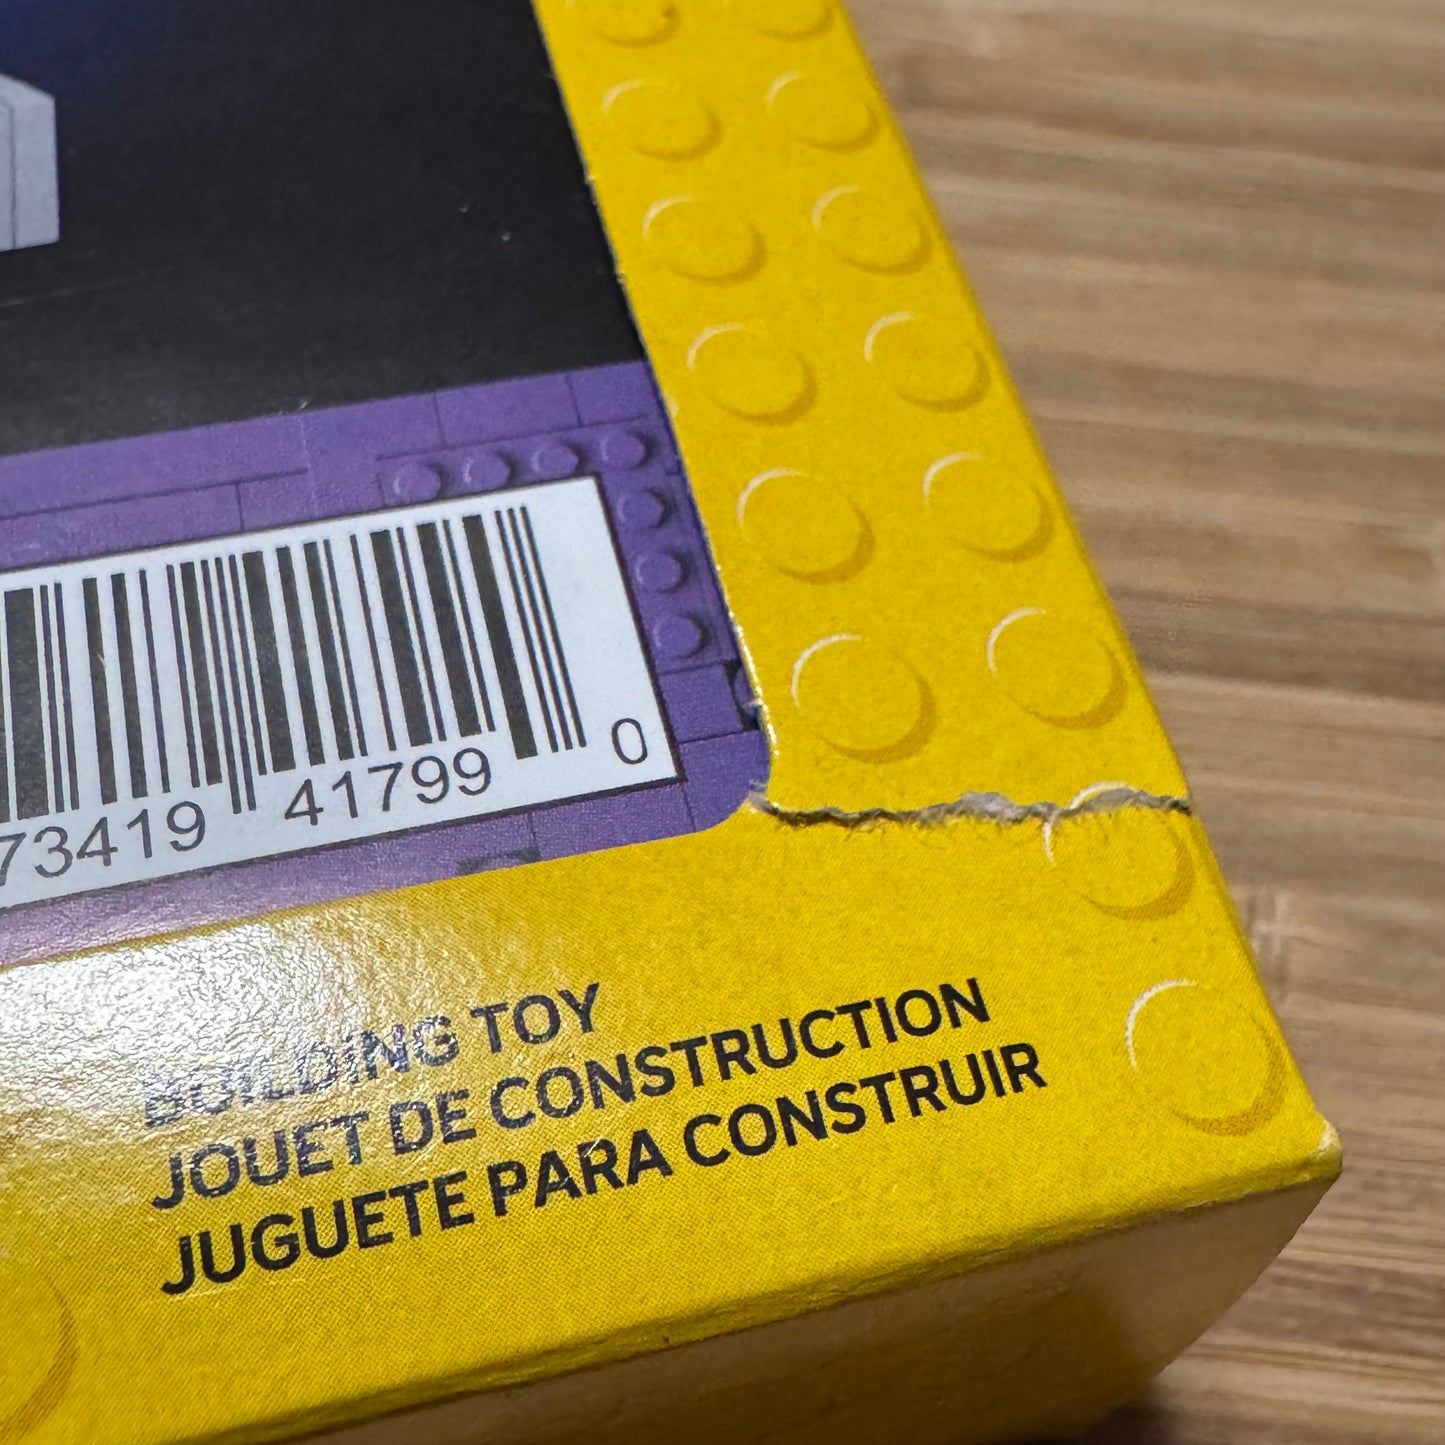 73419 41799 0
BUILDING TOY
JOUET DE CONSTRUCTION
JUGUETE PARA CONSTRUIR